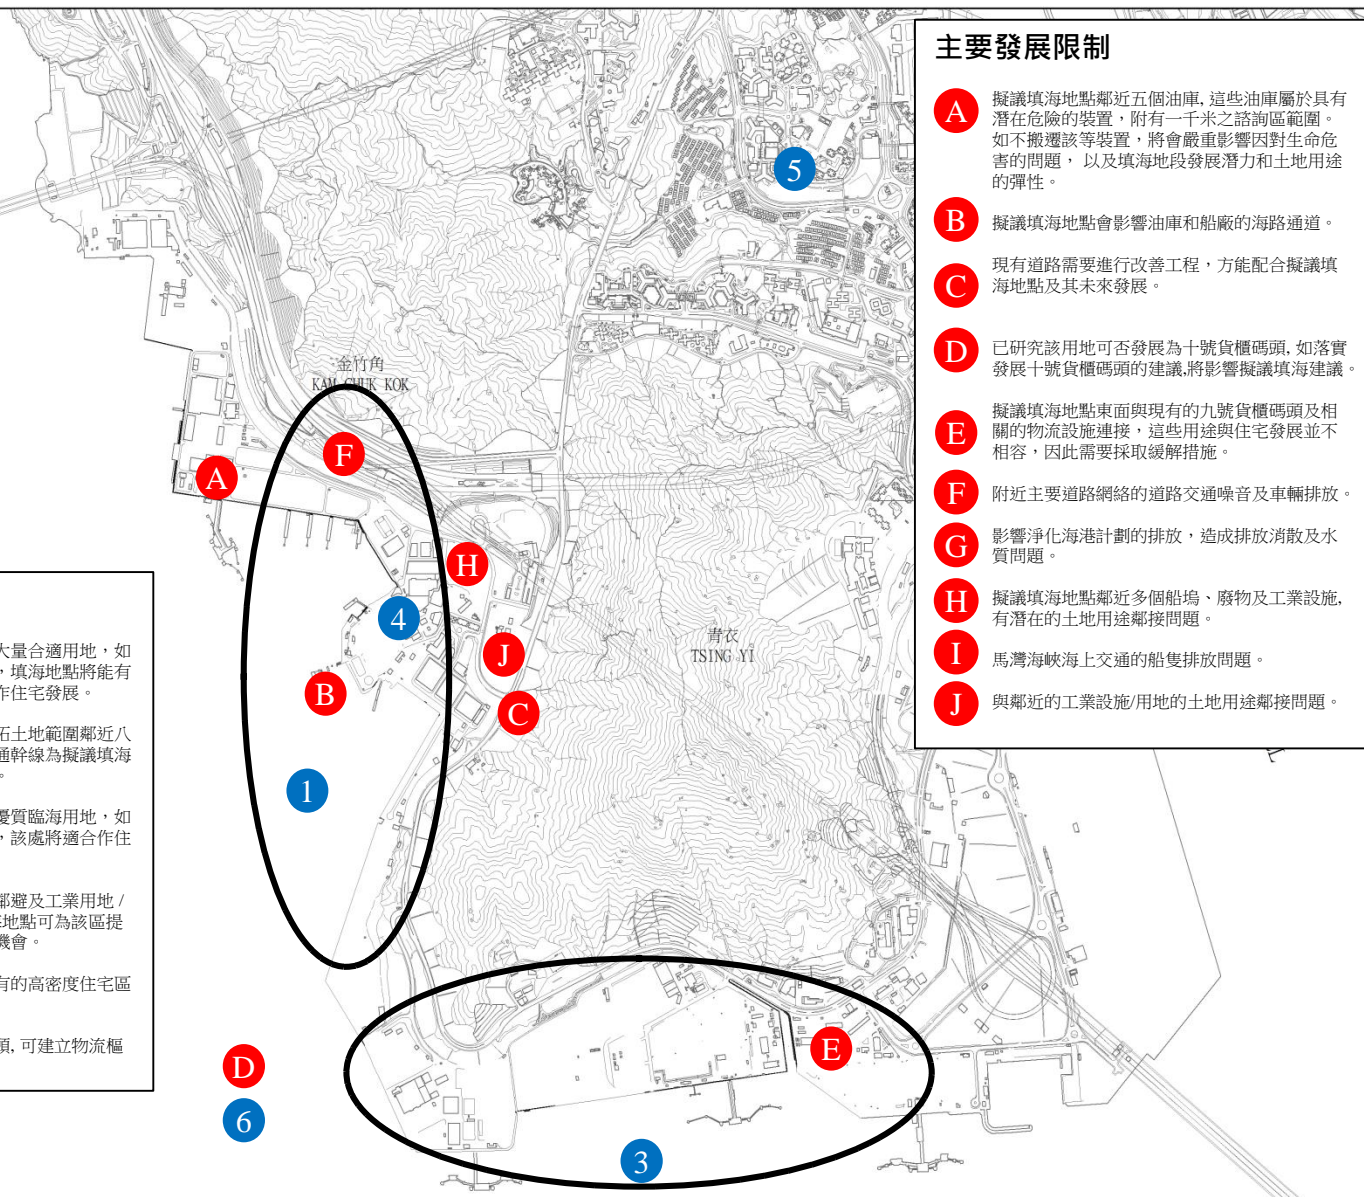 主要發展限制
A
擬議填海地點鄰近五個油庫, 這些油庫屬於具有
潛在危險的裝置，附有一千米之諮詢區範圍。
如不搬遷該等裝置，將會嚴重影響因對生命危
害的問題， 以及填海地段發展潛力和土地用途
的彈性。
B
擬議填海地點會影響油庫和船廠的海路通道。
C
現有道路需要進行改善工程，方能配合擬議填
海地點及其未來發展。
D
已研究該用地可否發展為十號貨櫃碼頭, 如落實
發展十號貨櫃碼頭的建議,將影響擬議填海建議。
E
擬議填海地點東面與現有的九號貨櫃碼頭及相
關的物流設施連接，這些用途與住宅發展並不
相容，因此需要採取緩解措施。
F
附近主要道路網絡的道路交通噪音及車輛排放。
G
影響淨化海港計劃的排放，造成排放消散及水
質問題。
H
擬議填海地點鄰近多個船塢、廢物及工業設施,
有潛在的土地用途鄰接問題。
I
馬灣海峽海上交通的船隻排放問題。
J
與鄰近的工業設施/用地的土地用途鄰接問題。
5
金竹角
KAM CHUK KOK
F
A
H
4
青衣
TSING YI
J
B
C
1
大量合適用地，如
，填海地點將能有
作住宅發展。
拓土地範圍鄰近八
通幹線為擬議填海
。
優質臨海用地，如
，該處將適合作住
鄰避及工業用地 /
海地點可為該區提
機會。
有的高密度住宅區
頭, 可建立物流樞
D
6
E
3